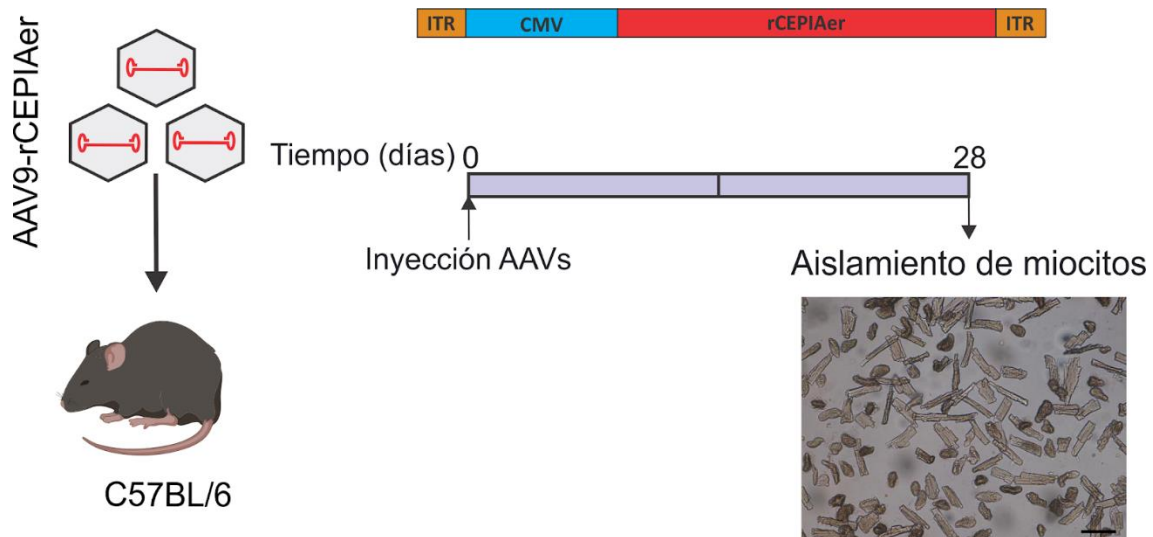 AAV9-rCEPIAer
ITR CMV rCEPIAer ITR
Tiempo (días) 0 28
Inyección AAVs
Aislamiento de miocitos
C57BL/6